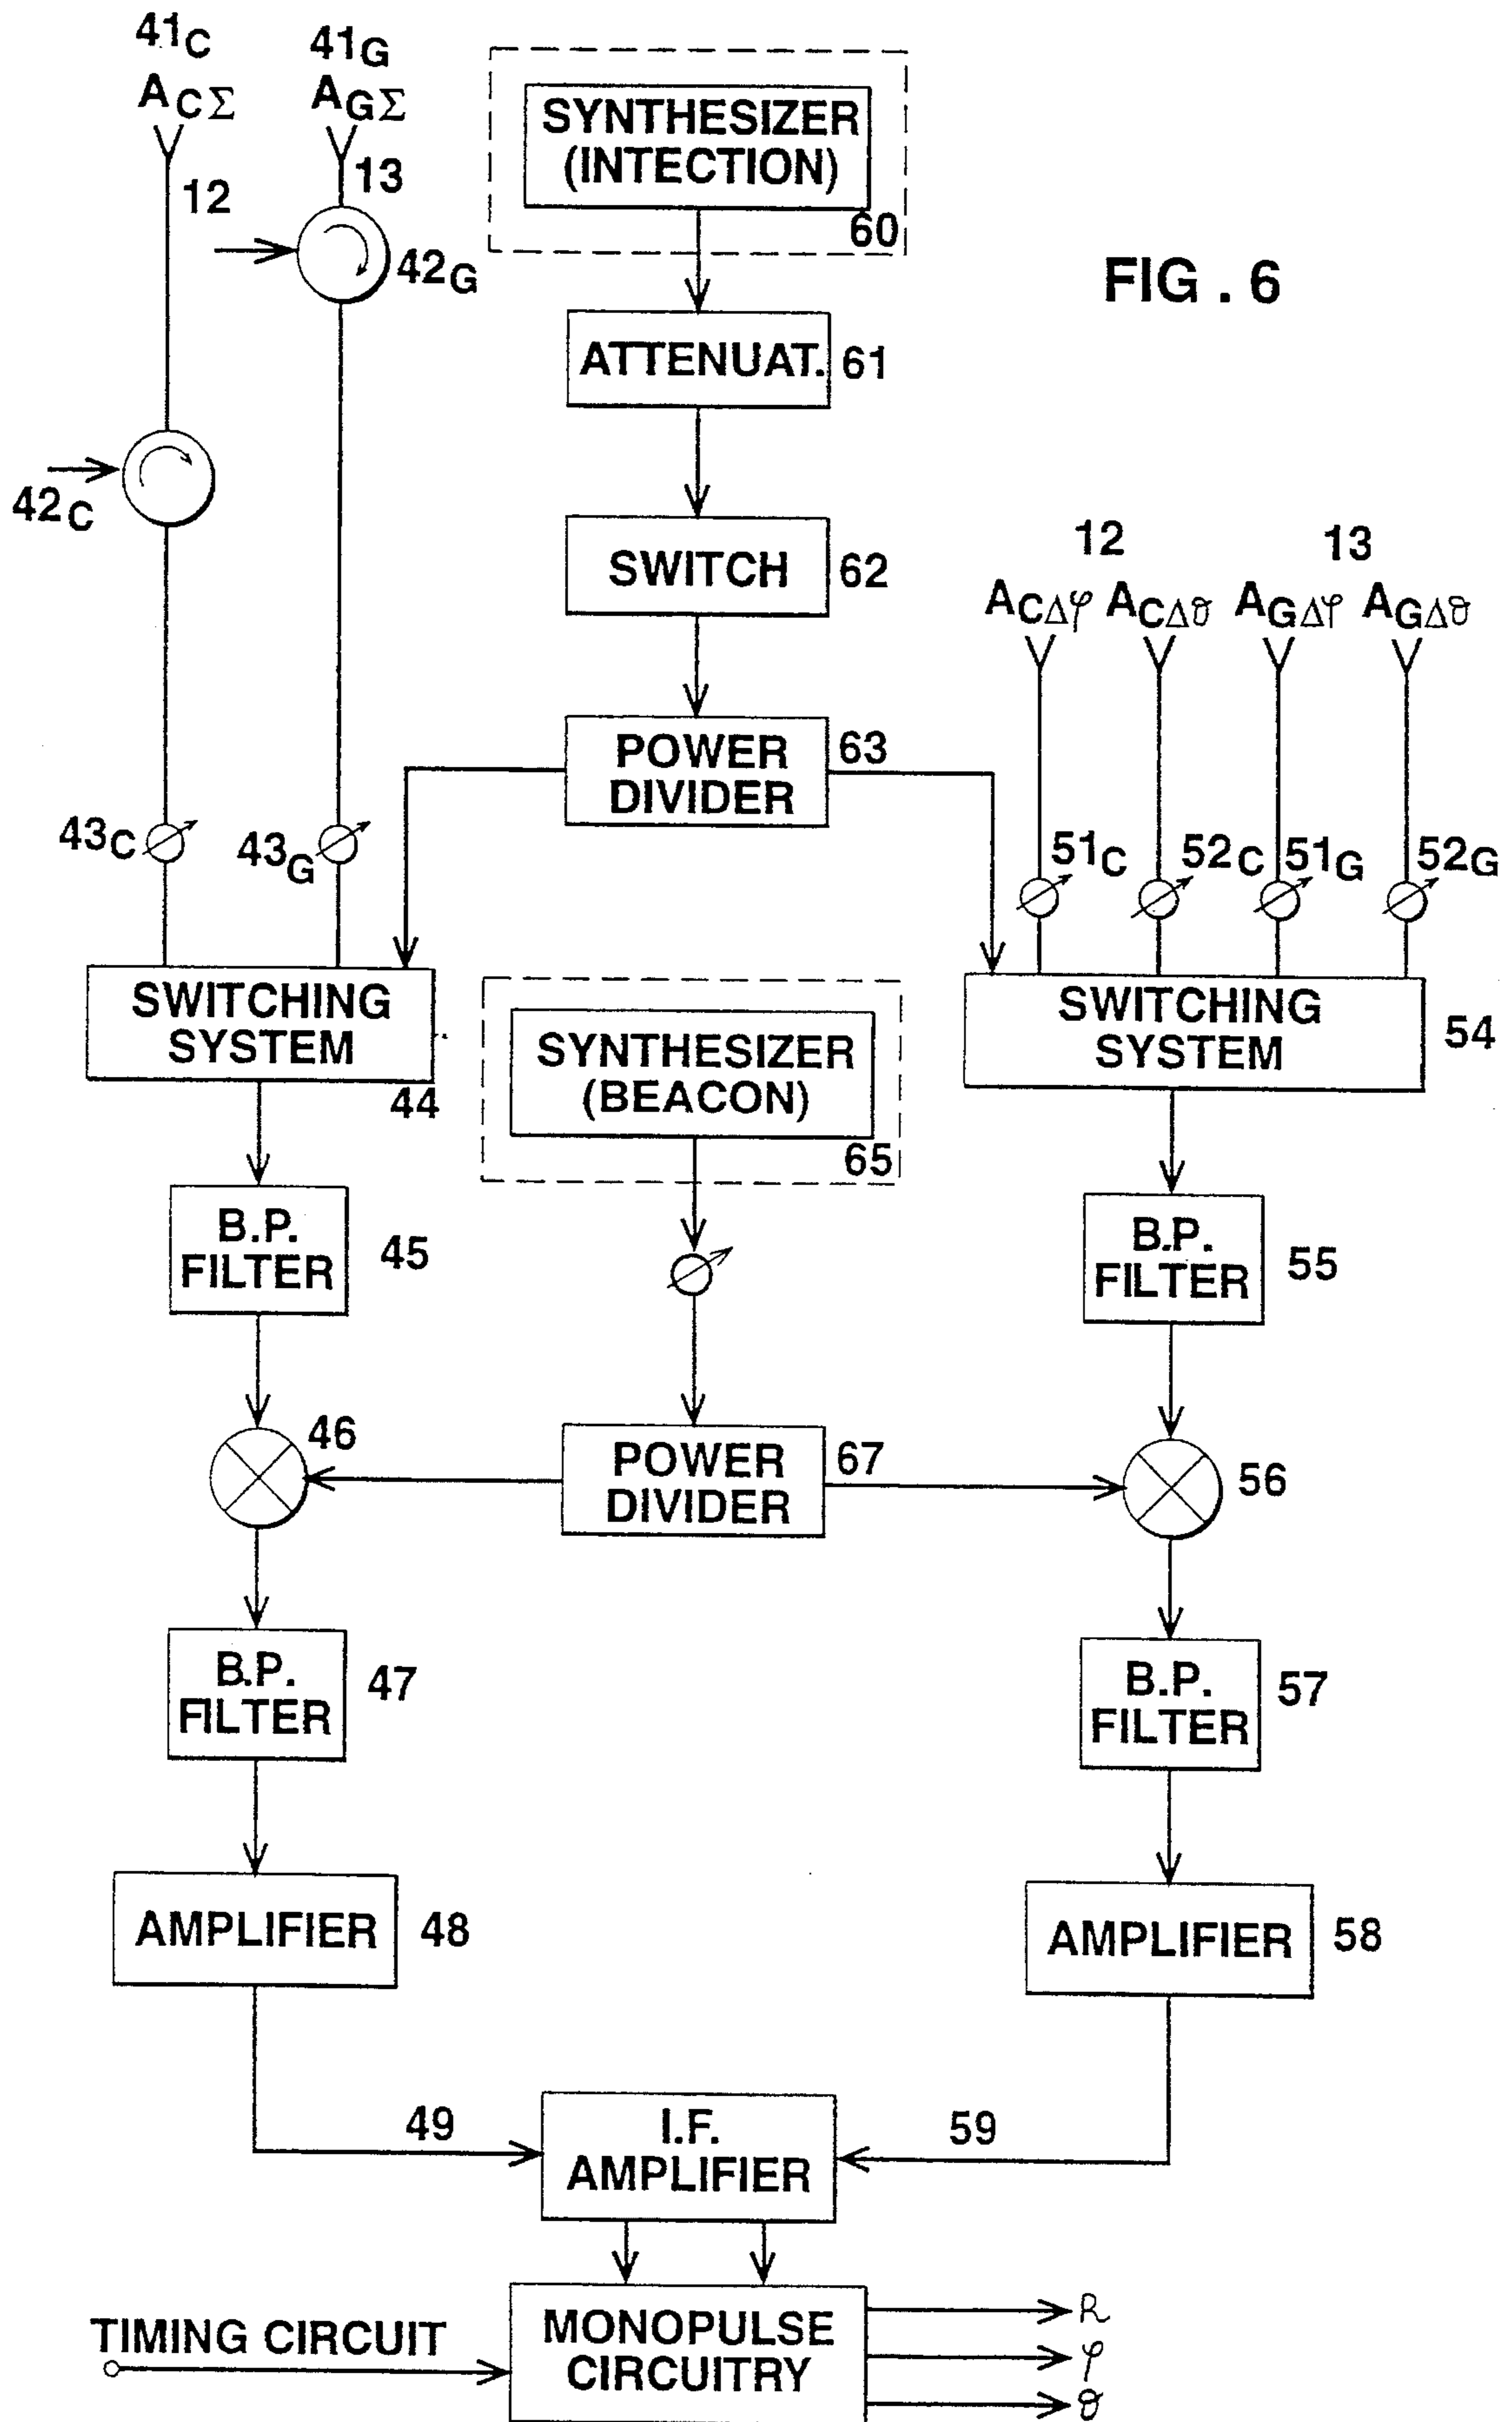 41C
ACΣ
41G
AGΣ
SYNTHESIZER
(INTECTION)
60
12
13
42G
FIG . 6
ATTENUAT.
61
42C
SWITCH
62
12
13
ACΔφ ACΔϑ AGΔφ AGΔϑ
POWER
DIVIDER
63
43C
43G
51C
52C
51G
52G
SWITCHING
SYSTEM
44
SYNTHESIZER
(BEACON)
65
SWITCHING
SYSTEM
54
B.P.
FILTER
45
B.P.
FILTER
55
46
POWER
DIVIDER
67
56
B.P.
FILTER
47
B.P.
FILTER
57
AMPLIFIER
48
AMPLIFIER
58
49
I.F.
AMPLIFIER
59
TIMING CIRCUIT
MONOPULSE
CIRCUITRY
R
φ
ϑ